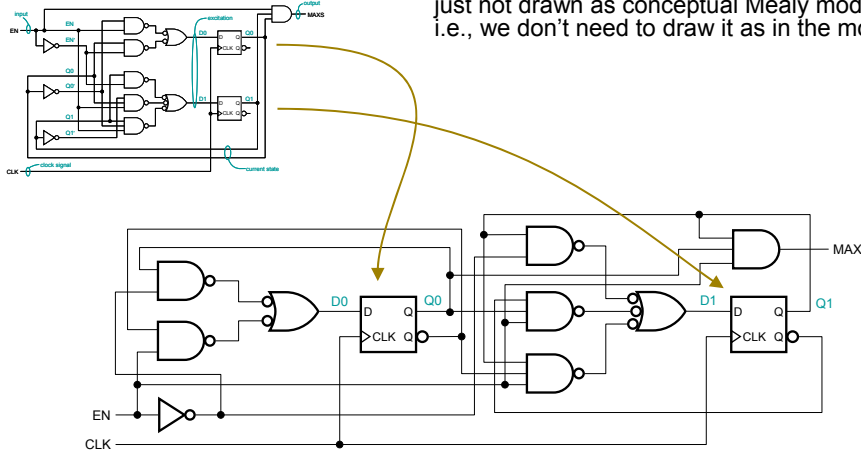 just not drawn as conceptual Mealy mod
i.e., we don't need to draw it as in the mo
input
output
EN
EN
MAXS
excitation
D0
Q0
D Q
CLK Q
EN'
Q0
Q0'
D1
Q1
D Q
CLK Q
Q1
Q1'
clock signal
current state
CLK
MAX
D0
Q0
D1
Q1
D Q
CLK Q
D Q
CLK Q
EN
CLK